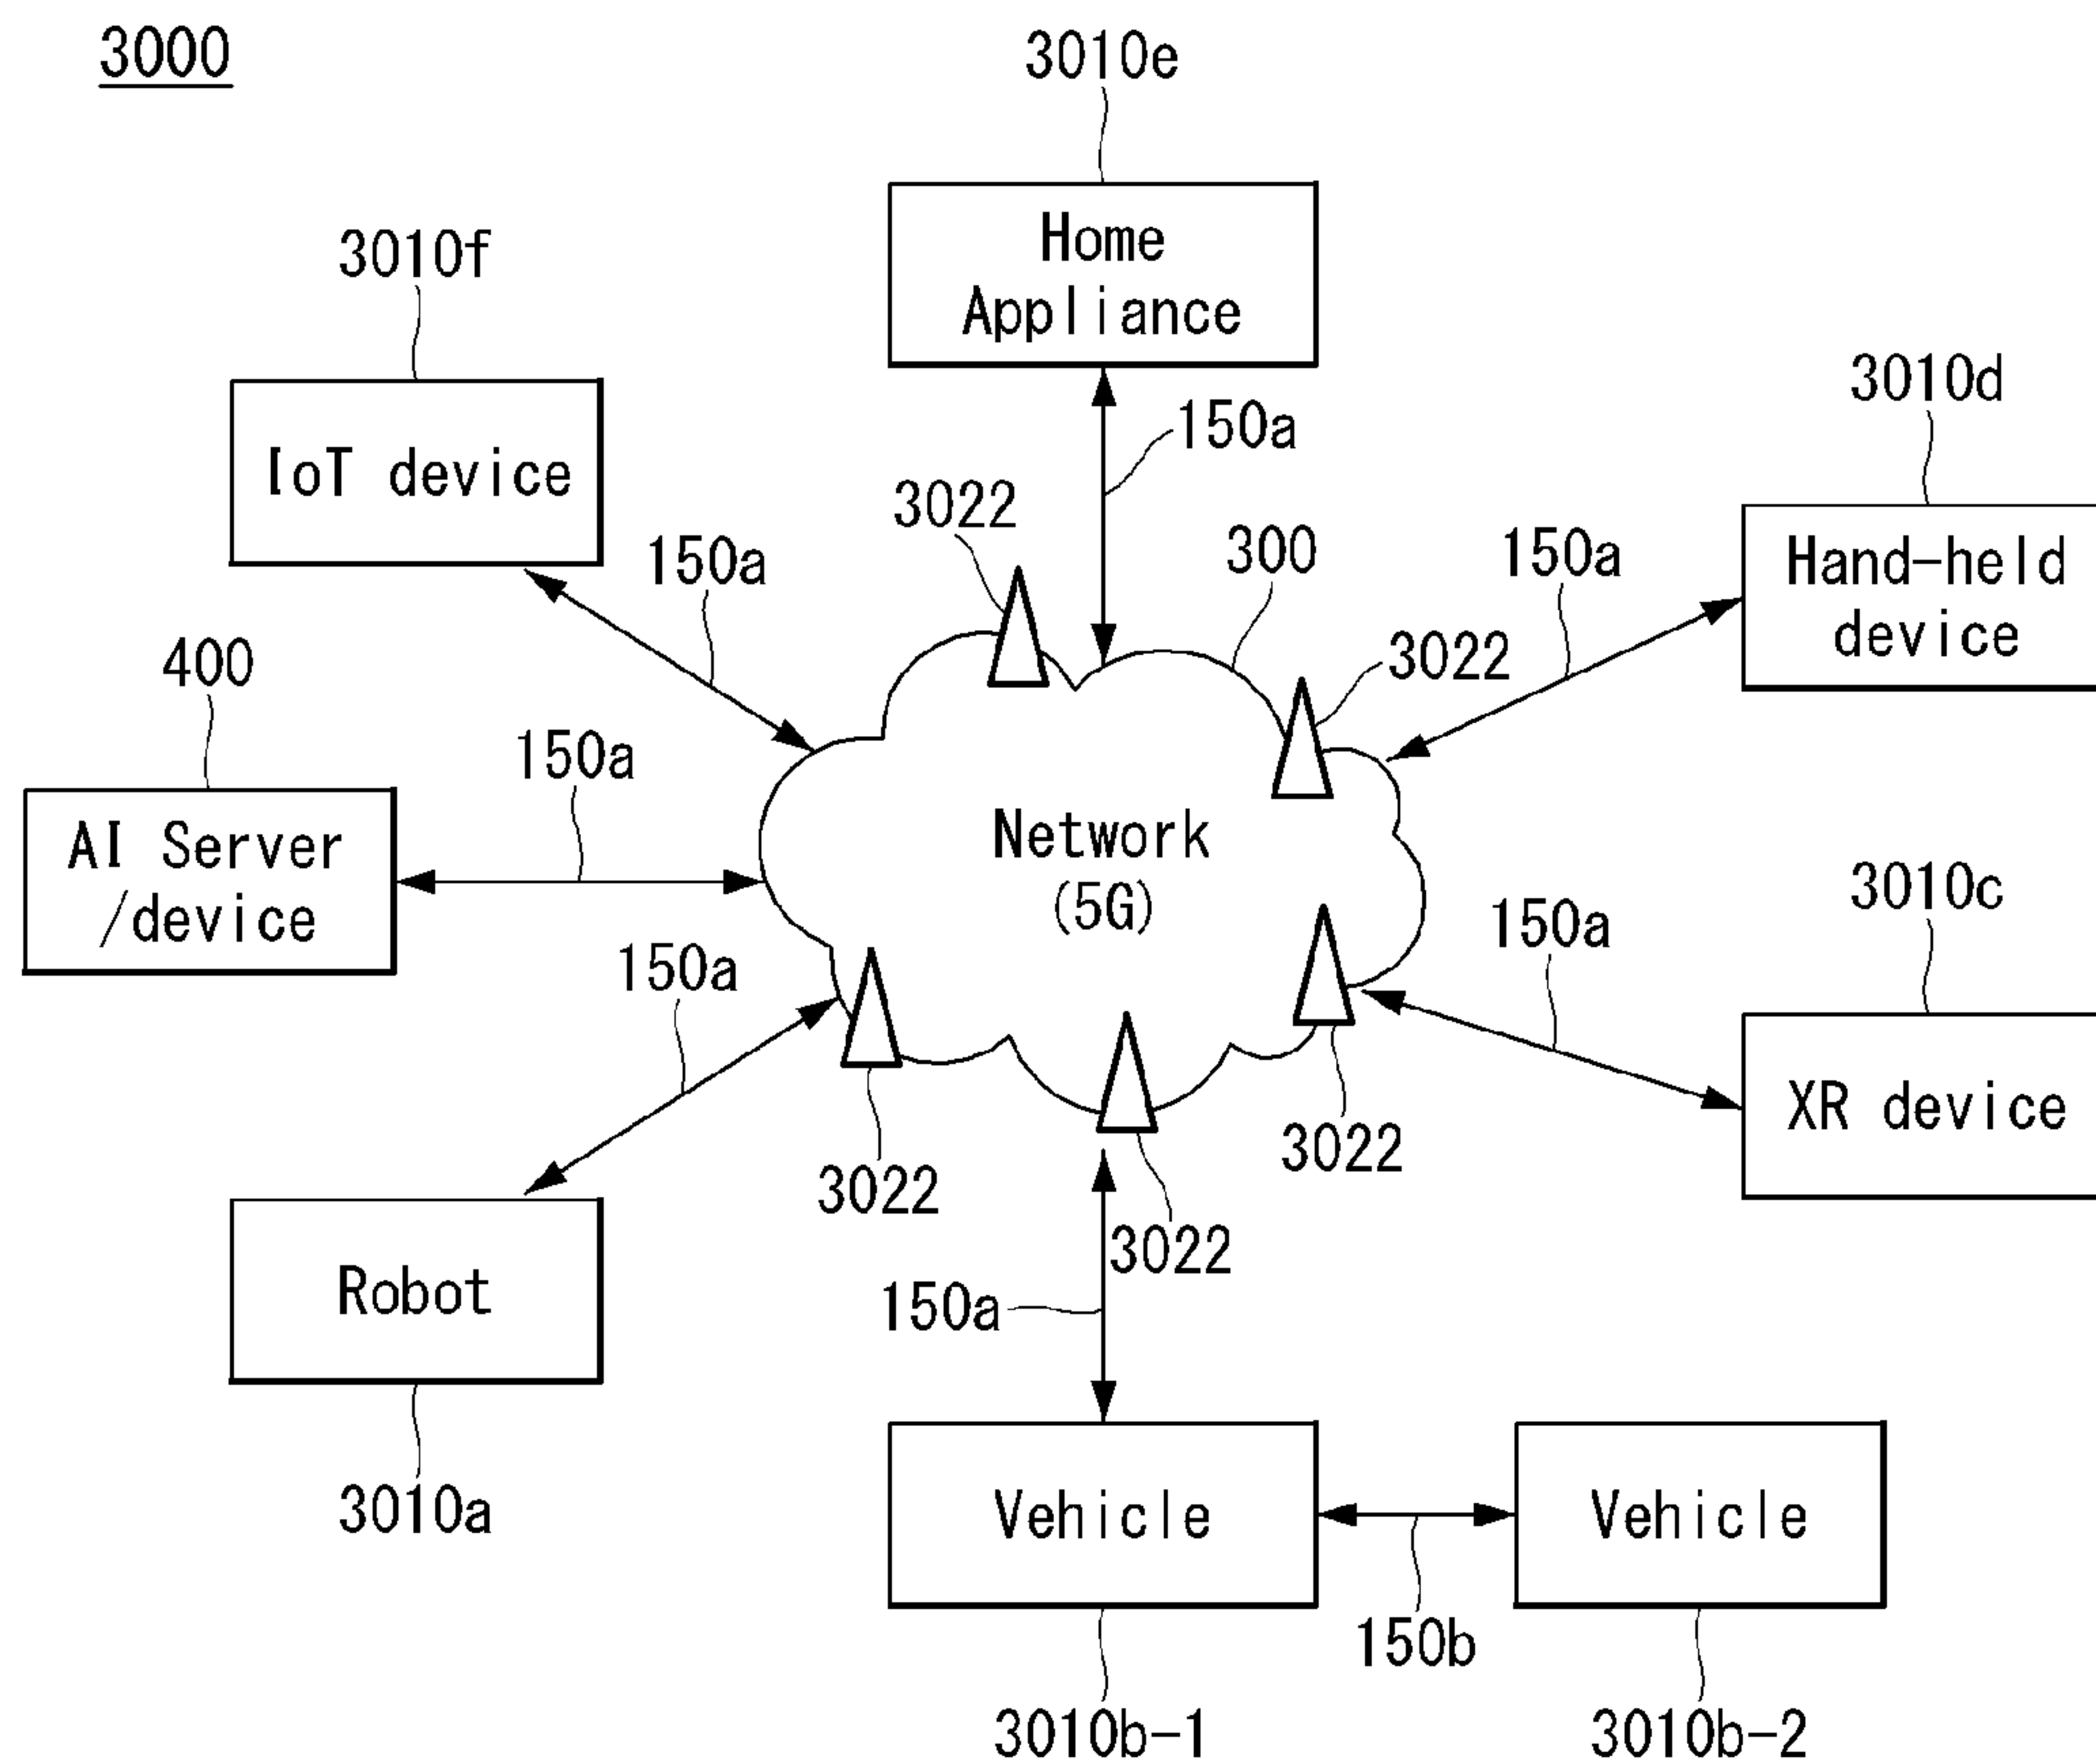 3000
3010e
Home
Appliance
3010f
IoT device
3010d
Hand-held
device
150a
3022
150a
300
150a
3022
400
AI Server
/device
150a
Network
(5G)
3010c
XR device
150a
150a
3022
3022
3022
Robot
3010a
150a
Vehicle
Vehicle
150b
3010b-1
3010b-2